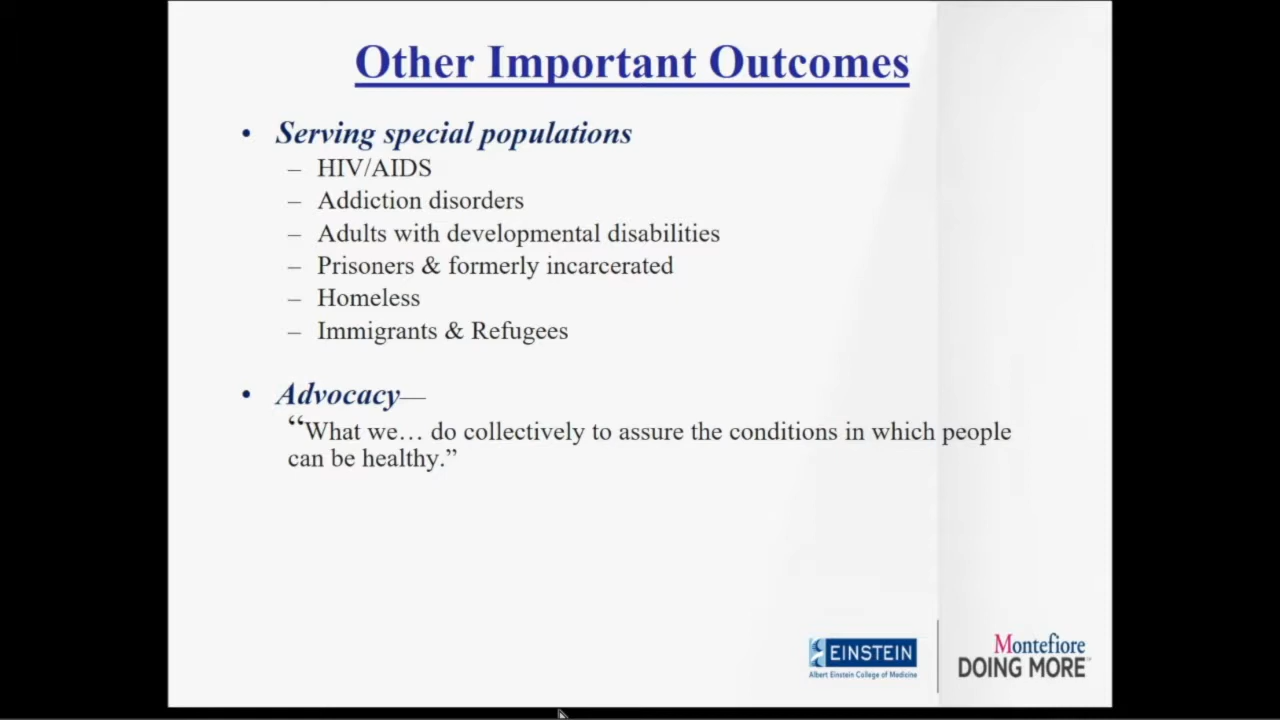 Other Important Outcomes
• Serving special populations
– HIV/AIDS
– Addiction disorders
– Adults with developmental disabilities
– Prisoners & formerly incarcerated
– Homeless
– Immigrants & Refugees
• Advocacy—
“What we… do collectively to assure the conditions in which people
can be healthy.”
EINSTEIN
Albert Einstein College of Medicine
Montefiore
DOING MORE™